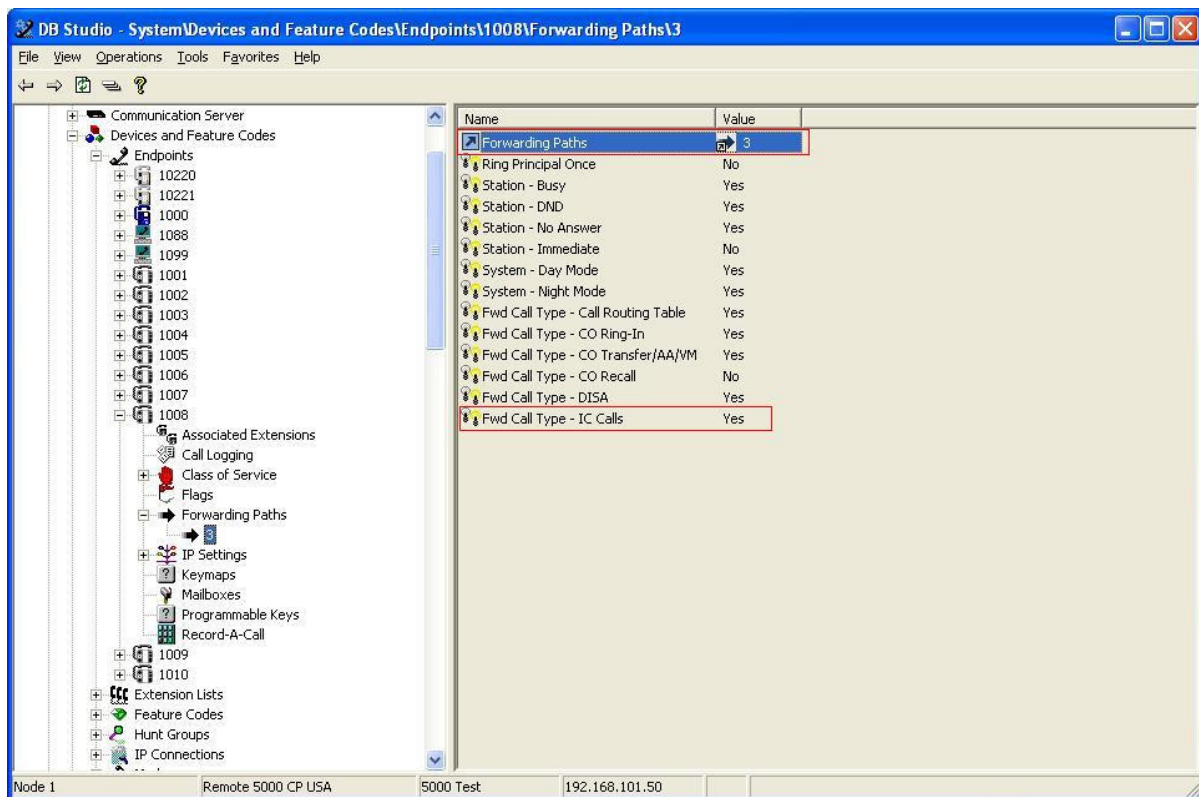 DB Studio - System\Devices and Feature Codes\Endpoints\1008\Forwarding Paths\3
File View Operations Tools Favorites Help
Communication Server
Devices and Feature Codes
Endpoints
10220
10221
1000
1088
1099
1001
1002
1003
1004
1005
1006
1007
1008
Associated Extensions
Call Logging
Class of Service
Flags
Forwarding Paths
3
IP Settings
Keymaps
Mailboxes
Programmable Keys
Record-A-Call
1009
1010
Extension Lists
Feature Codes
Hunt Groups
IP Connections
Name Value
Forwarding Paths 3
Ring Principal Once No
Station - Busy Yes
Station - DND Yes
Station - No Answer Yes
Station - Immediate No
System - Day Mode Yes
System - Night Mode Yes
Fwd Call Type - Call Routing Table Yes
Fwd Call Type - CO Ring-In Yes
Fwd Call Type - CO Transfer/AA/VM Yes
Fwd Call Type - CO Recall No
Fwd Call Type - DISA Yes
Fwd Call Type - IC Calls Yes
Node 1 Remote 5000 CP USA 5000 Test 192.168.101.50